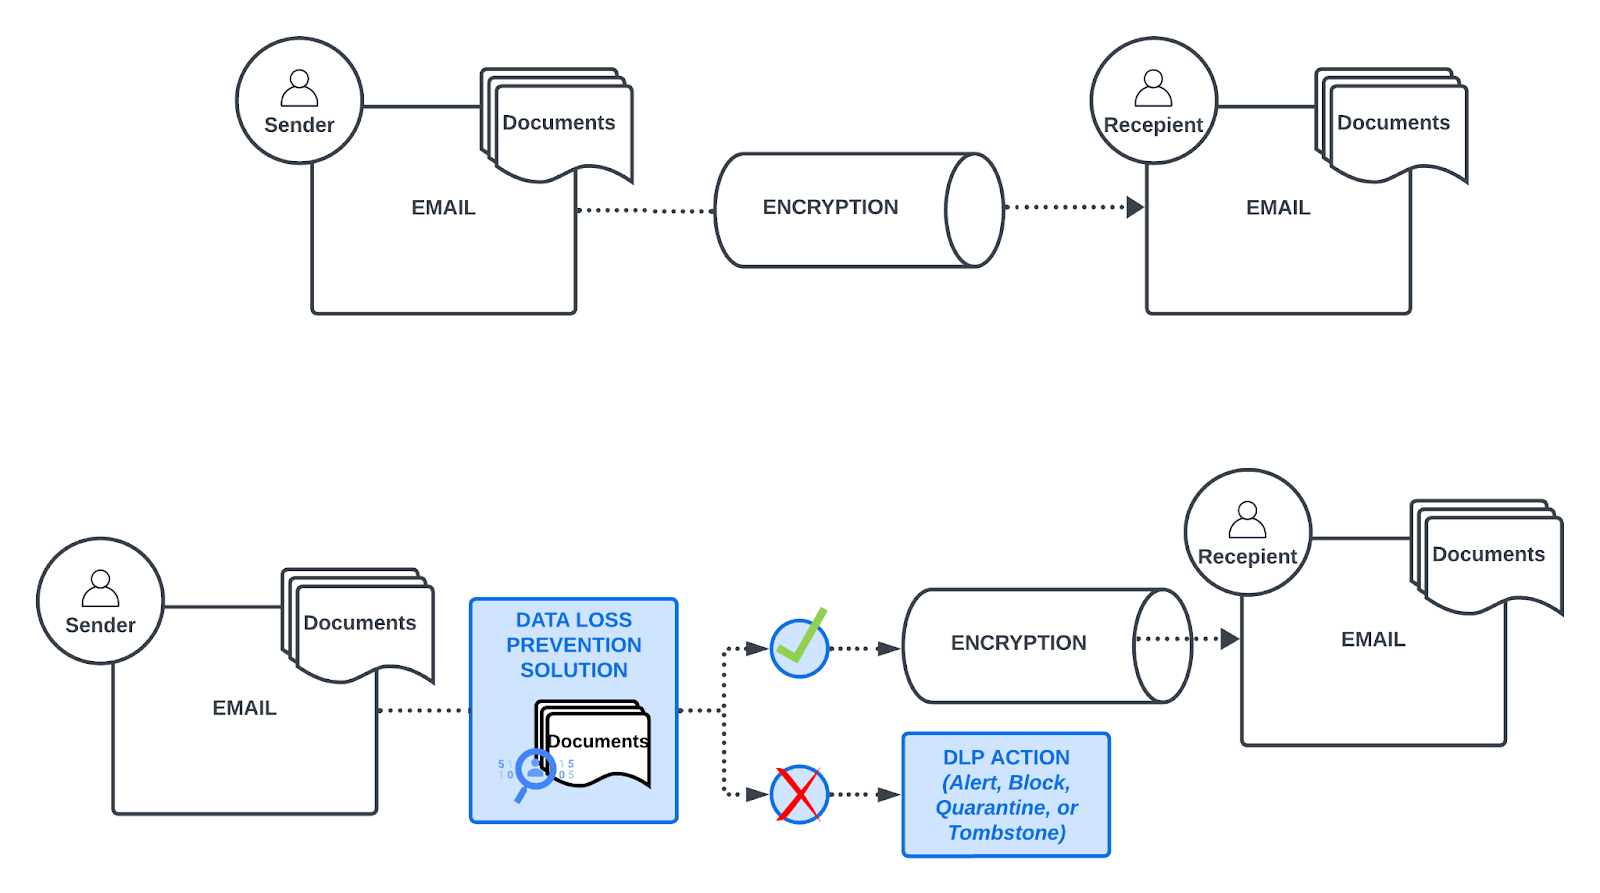 Sender
Documents
EMAIL
ENCRYPTION
Recepient
Documents
EMAIL
Sender
Documents
EMAIL
DATA LOSS
PREVENTION
SOLUTION
Documents
ENCRYPTION
DLP ACTION
(Alert, Block,
Quarantine, or
Tombstone)
Recepient
Documents
EMAIL